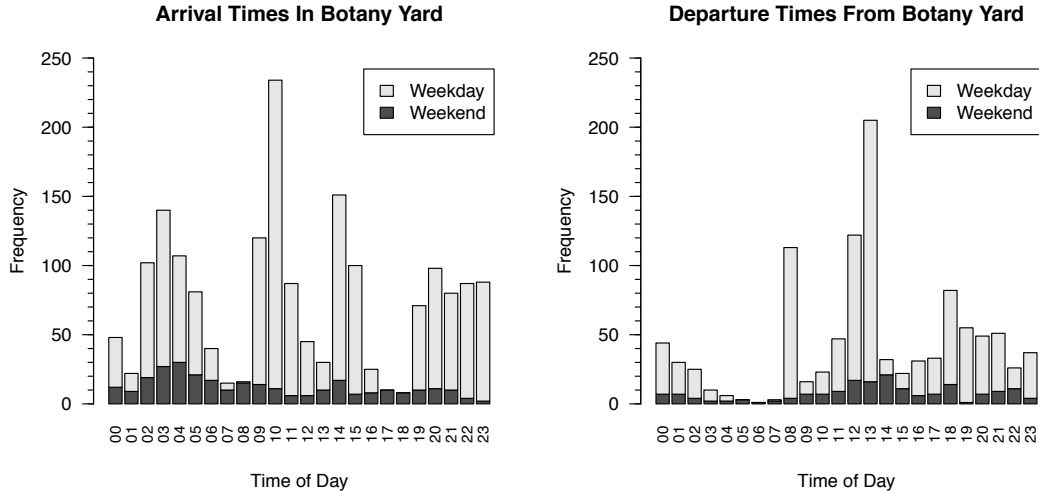 Arrival Times In Botany Yard
250
200
150
100
50
0
Frequency
Weekday
Weekend
00 01 02 03 04 05 06 07 08 09 10 11 12 13 14 15 16 17 18 19 20 21 22 23
Time of Day
Departure Times From Botany Yard
250
200
150
100
50
0
Frequency
Weekday
Weekend
00 01 02 03 04 05 06 07 08 09 10 11 12 13 14 15 16 17 18 19 20 21 22 23
Time of Day